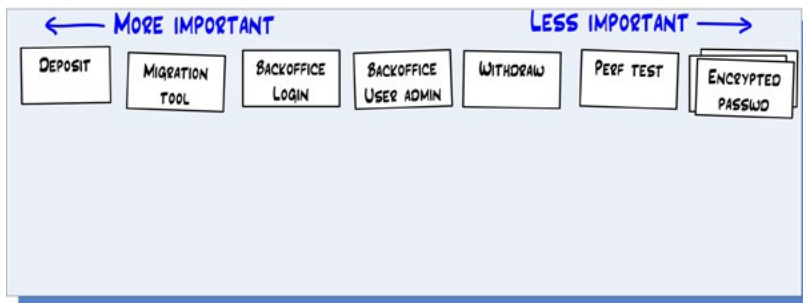 More important
Less important
Deposit
Migration
tool
Backoffice
Login
Backoffice
User admin
Withdraw
Perf test
Encrypted
passwd